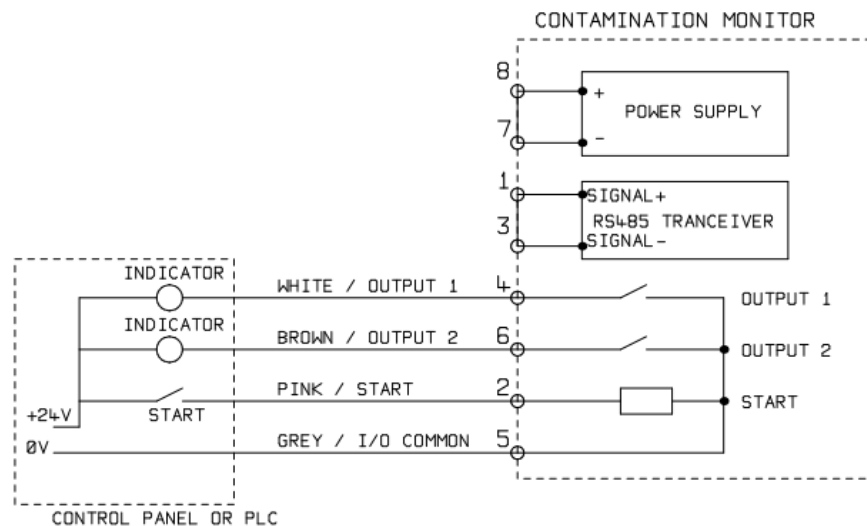 CONTAMINATION MONITOR
8
+
POWER SUPPLY
7
-
1
SIGNAL+
RS485 TRANCEIVER
3
SIGNAL-
INDICATOR
WHITE / OUTPUT 1
4
OUTPUT 1
INDICATOR
BROWN / OUTPUT 2
6
OUTPUT 2
PINK / START
2
START
+24V
START
0V
GREY / I/O COMMON
5
CONTROL PANEL OR PLC